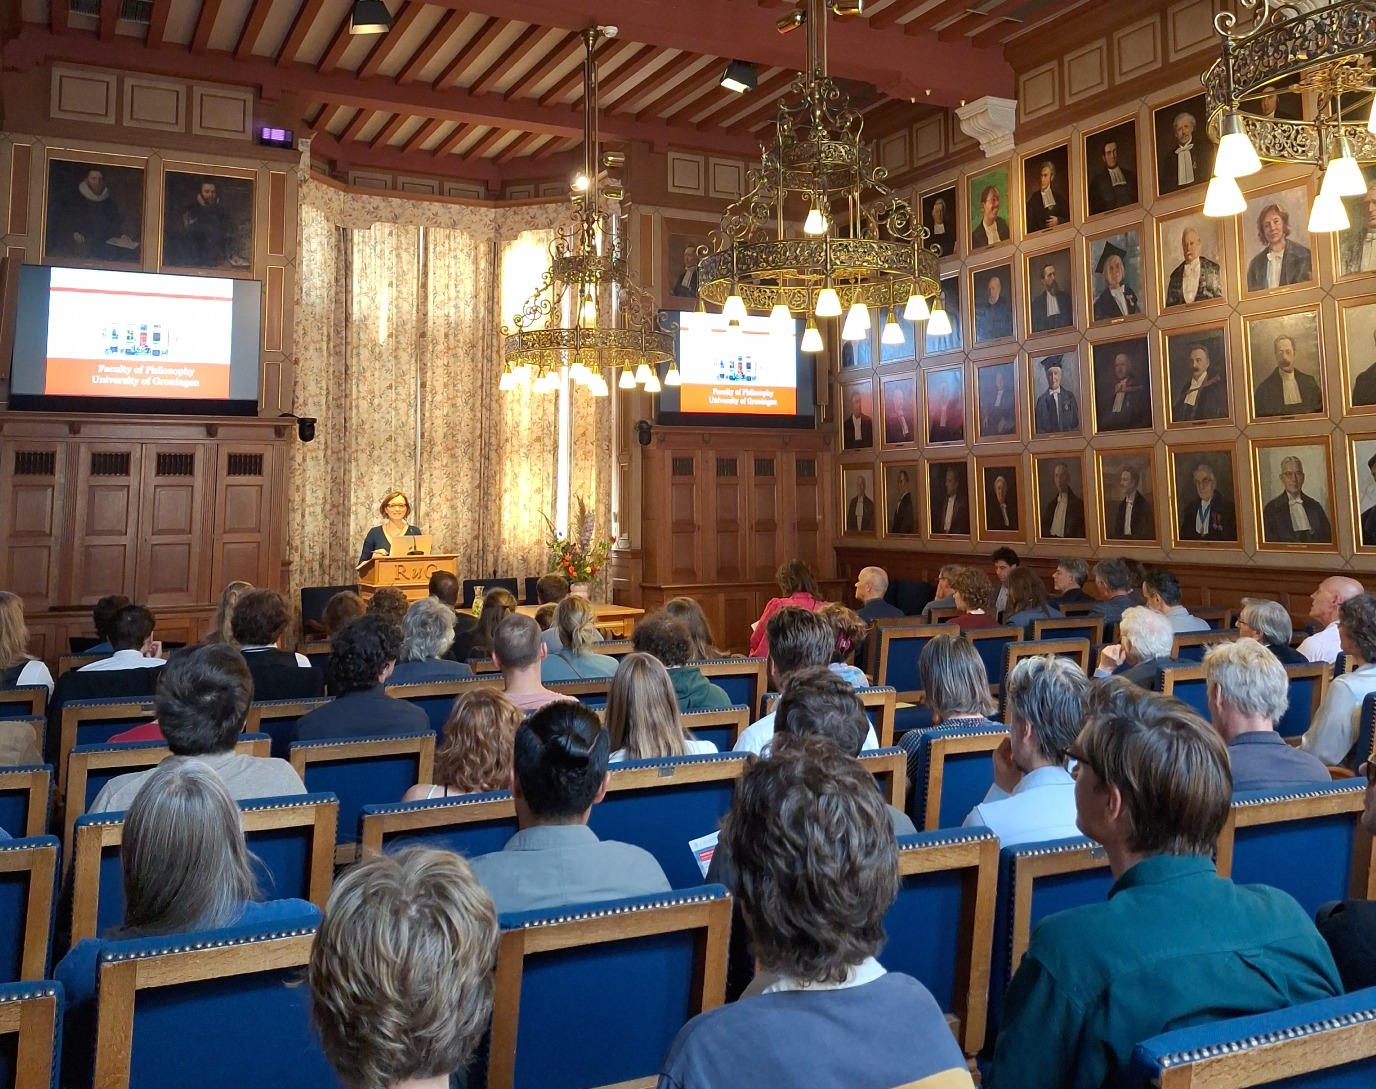 Faculty of Philosophy
University of Groningen
Faculty of Philosophy
University of Groningen
RuG